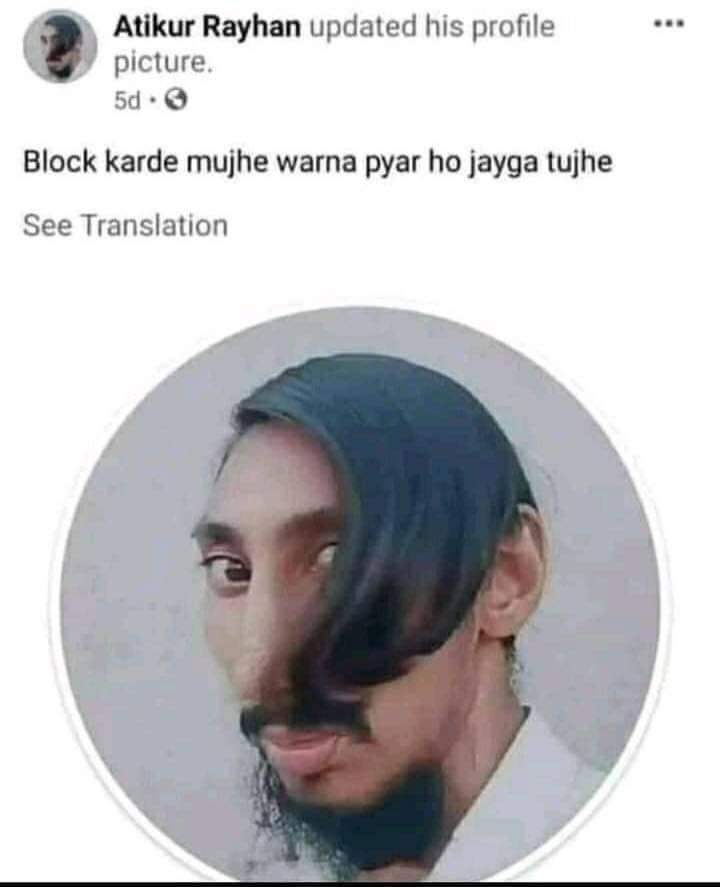 Atikur Rayhan updated his profile
picture.
5d ·
Block karde mujhe warna pyar ho jayga tujhe
See Translation